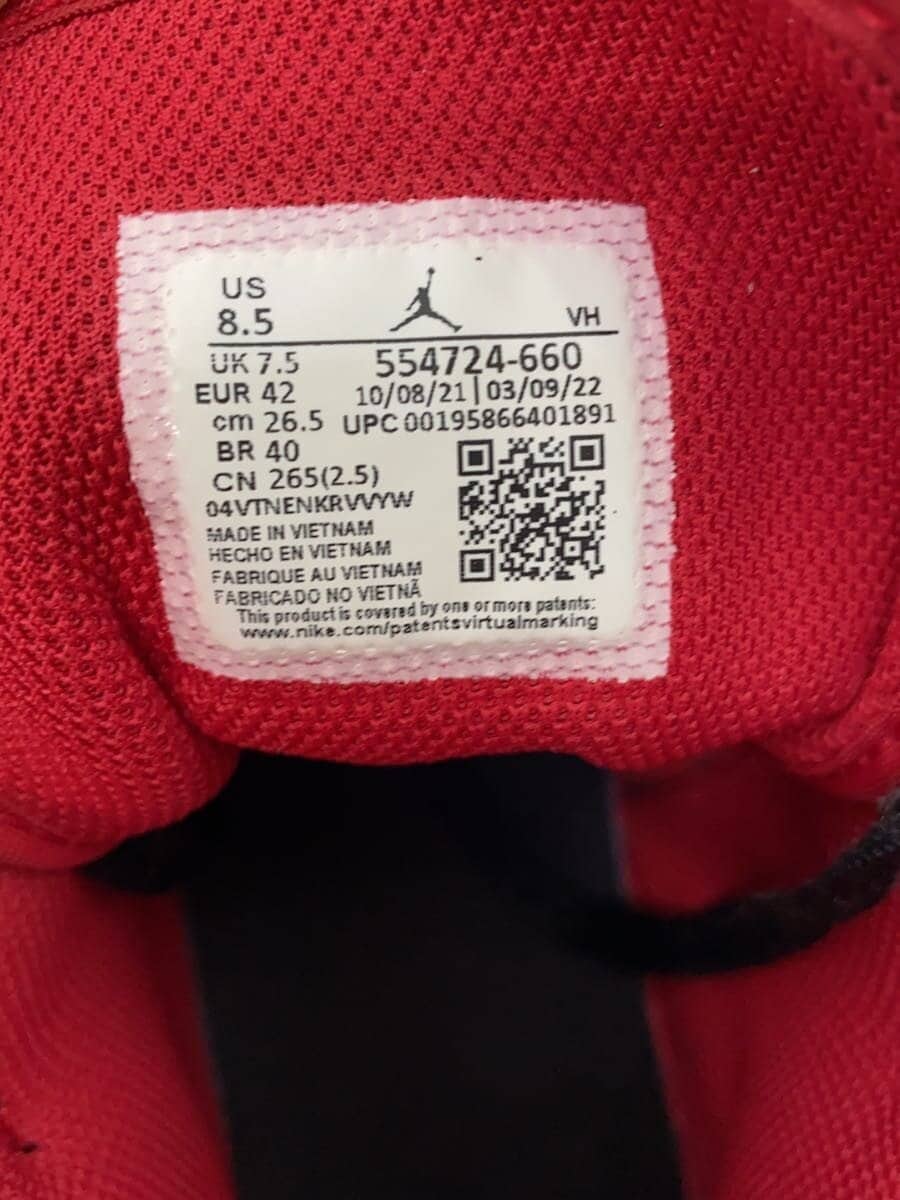 US
8.5
VH
UK 7.5
554724-660
EUR 42
10/08/21|03/09/22
cm 26.5
UPC 00195866401891
BR 40
CN 265(2.5)
04VTNENKRVVYW
MADE IN VIETNAM
HECHO EN VIETNAM
FABRIQUE AU VIETNAM
FABRICADO NO VIETNÃ
This product is covered by one or more patents:
www.nike.com/patentsvirtualmarking